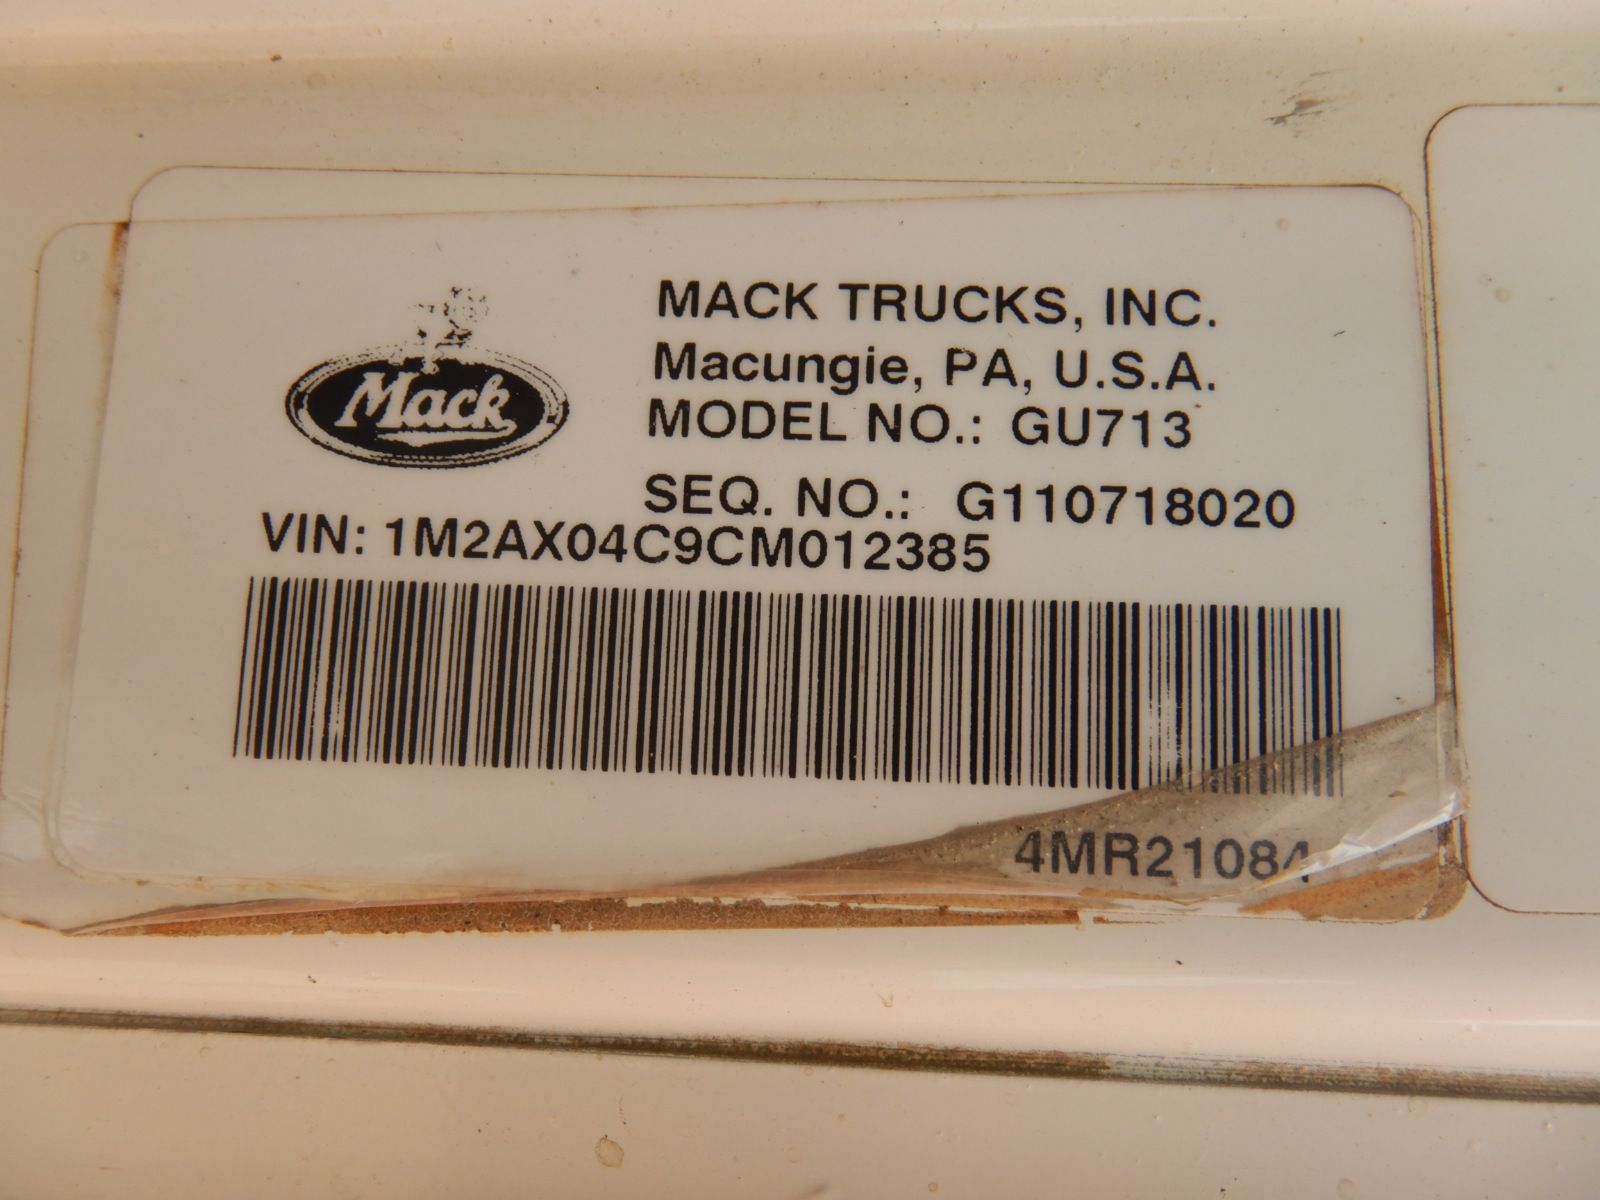 Mack
MACK TRUCKS, INC.
Macungie, PA, U.S.A.
MODEL NO.: GU713
SEQ. NO.: G110718020
VIN: 1M2AX04C9CM012385
4MR21084